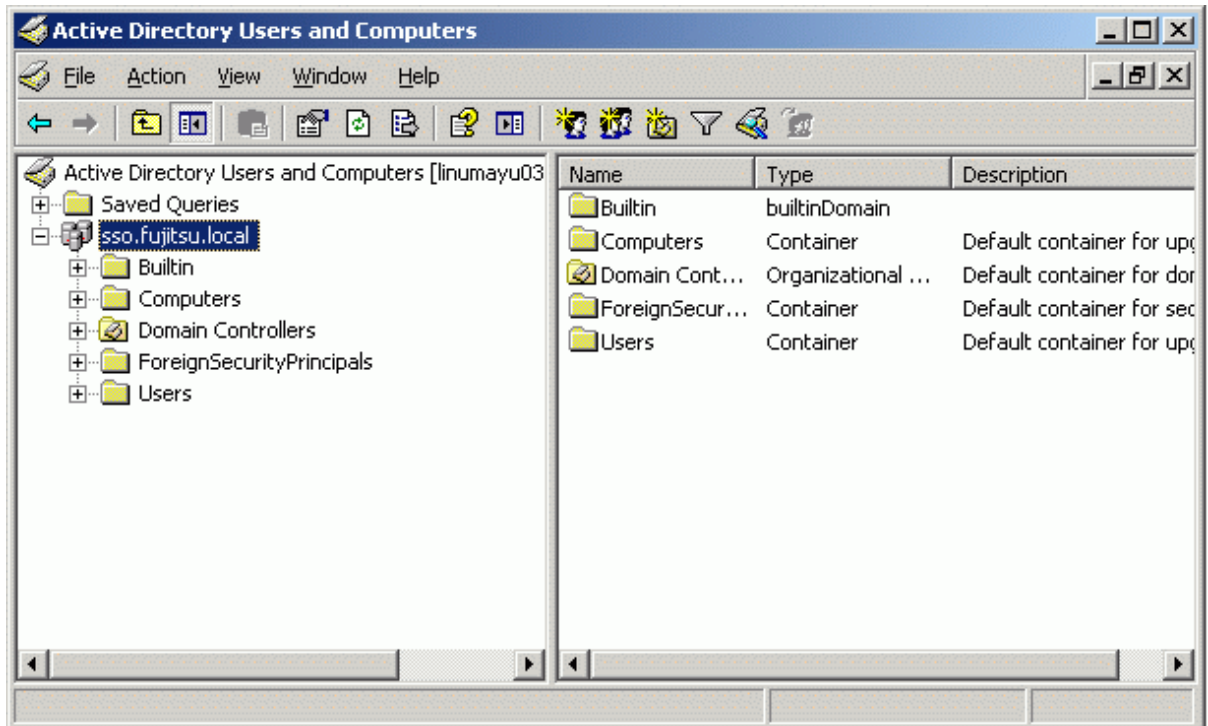 Active Directory Users and Computers
File Action View Window Help
Active Directory Users and Computers [linumayu03
Saved Queries
sso.fujitsu.local
Builtin
Computers
Domain Controllers
ForeignSecurityPrincipals
Users
Name Type Description
Builtin builtinDomain
Computers Container Default container for upg
Domain Cont... Organizational ... Default container for dor
ForeignSecur... Container Default container for sec
Users Container Default container for upg